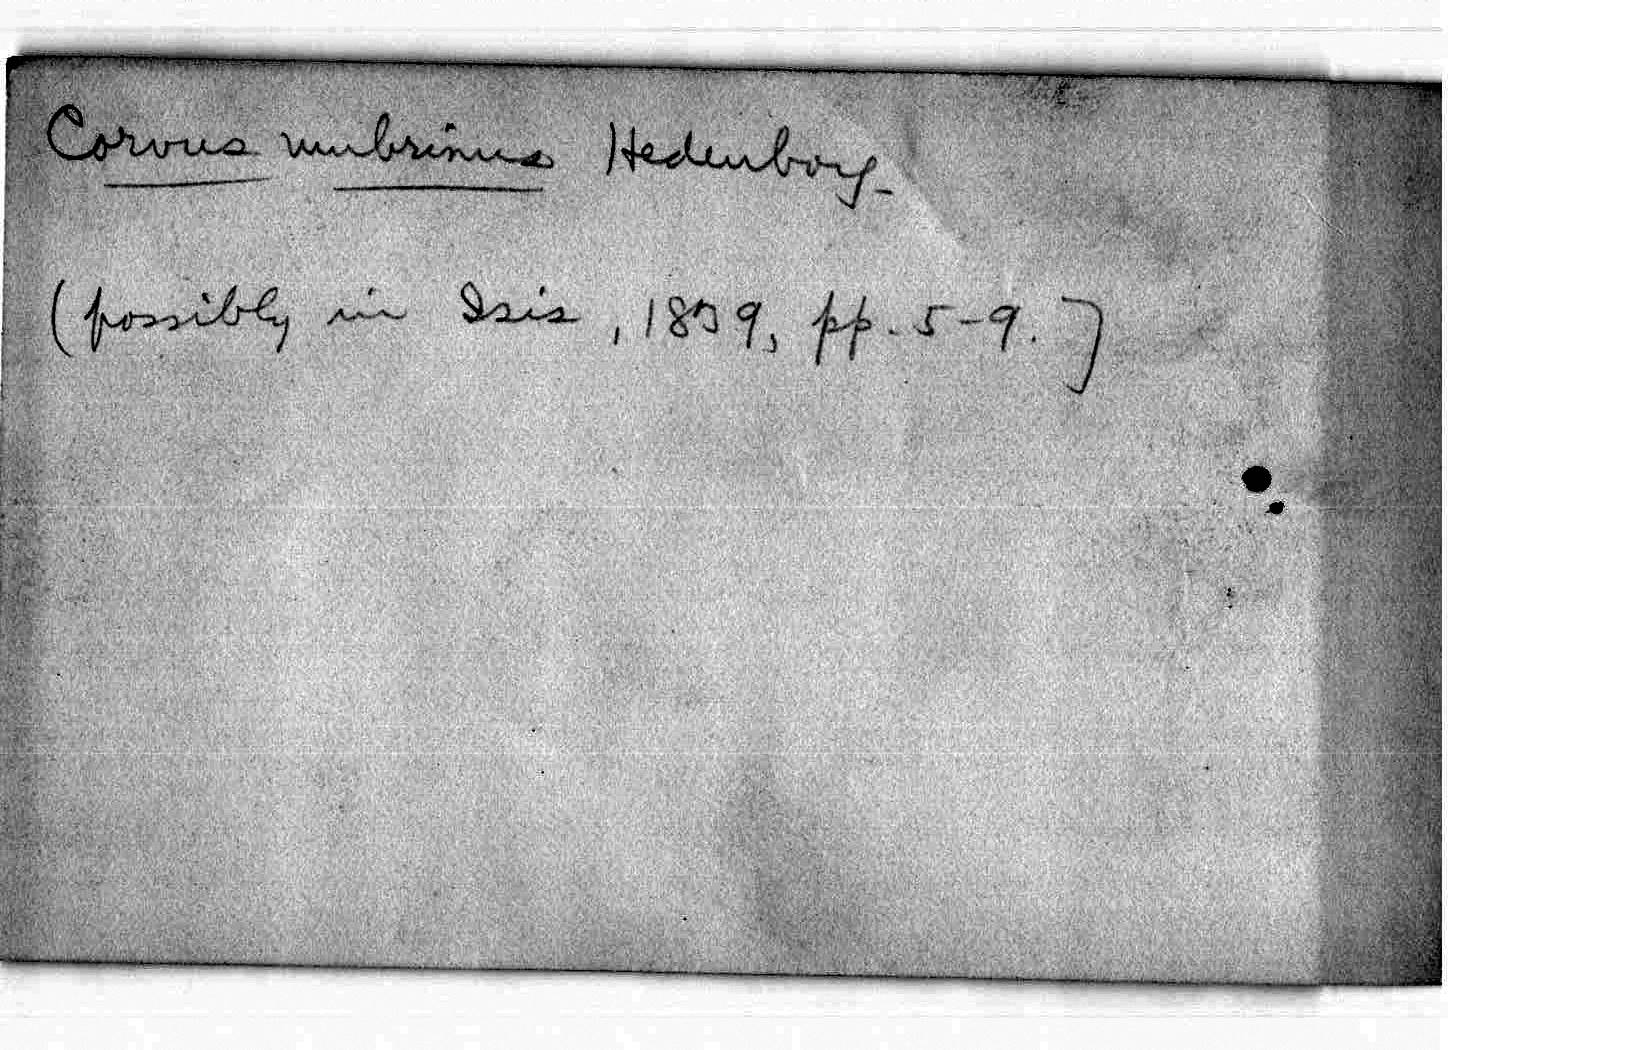 Corvus umbrinus Hedenborg
(possibly in Isis, 1839, pp. 5-9.]